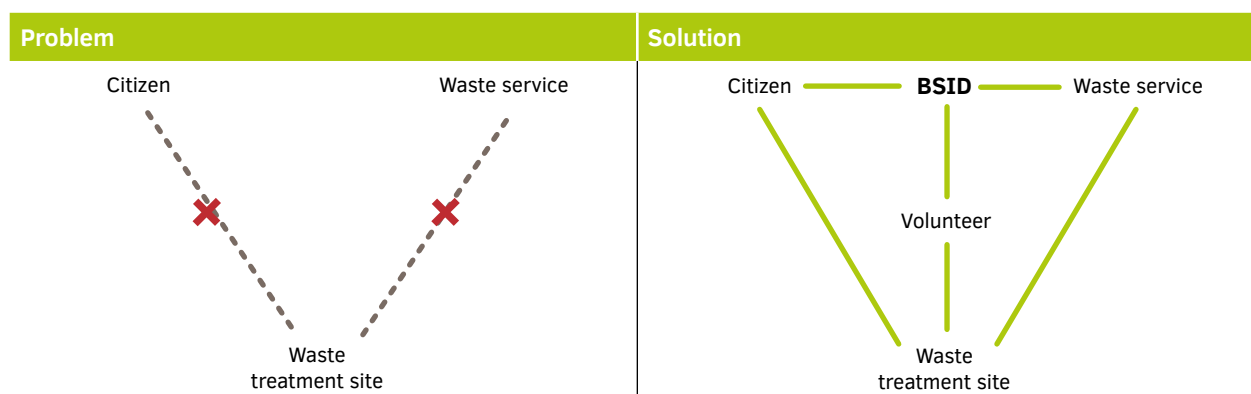 Problem
Solution
Citizen
Waste service
Waste
treatment site
Citizen
BSID
Waste service
Volunteer
Waste
treatment site